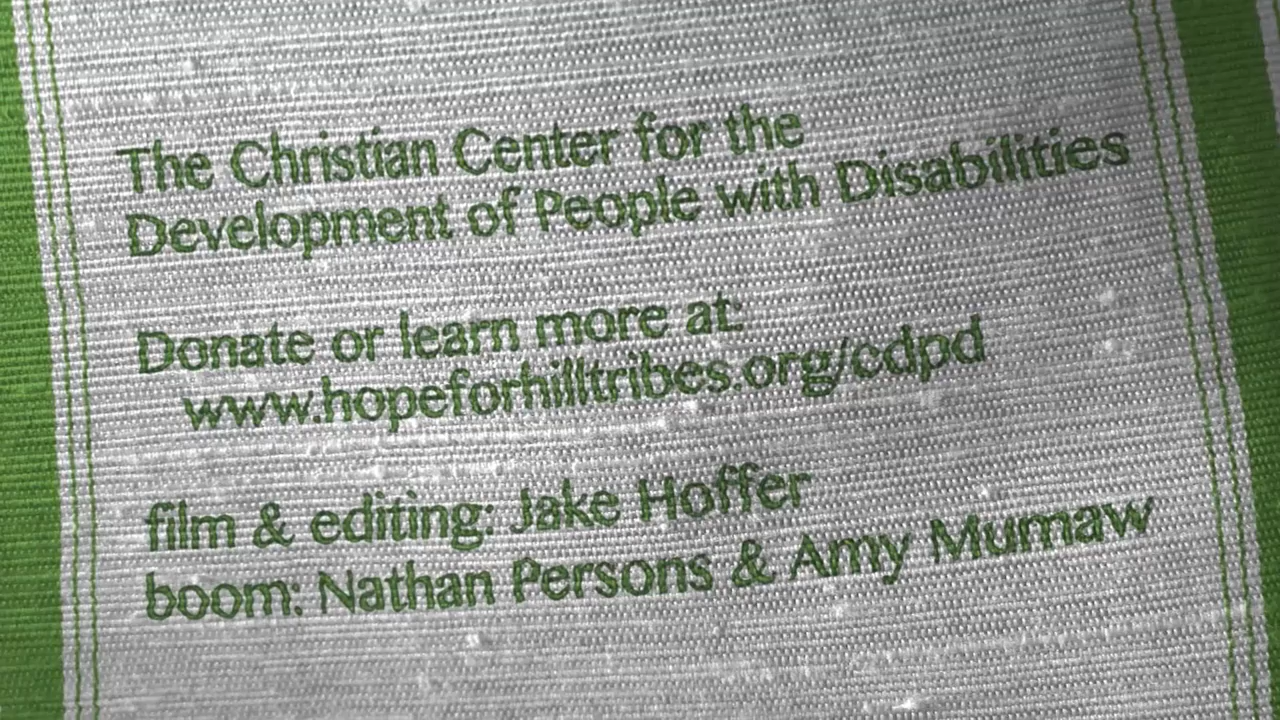 The Christian Center for the
Development of People with Disabilities
Donate or learn more at:
www.hopeforhilltribes.org/cdpd
film & editing: Jake Hoffer
boom: Nathan Persons & Amy Mumaw